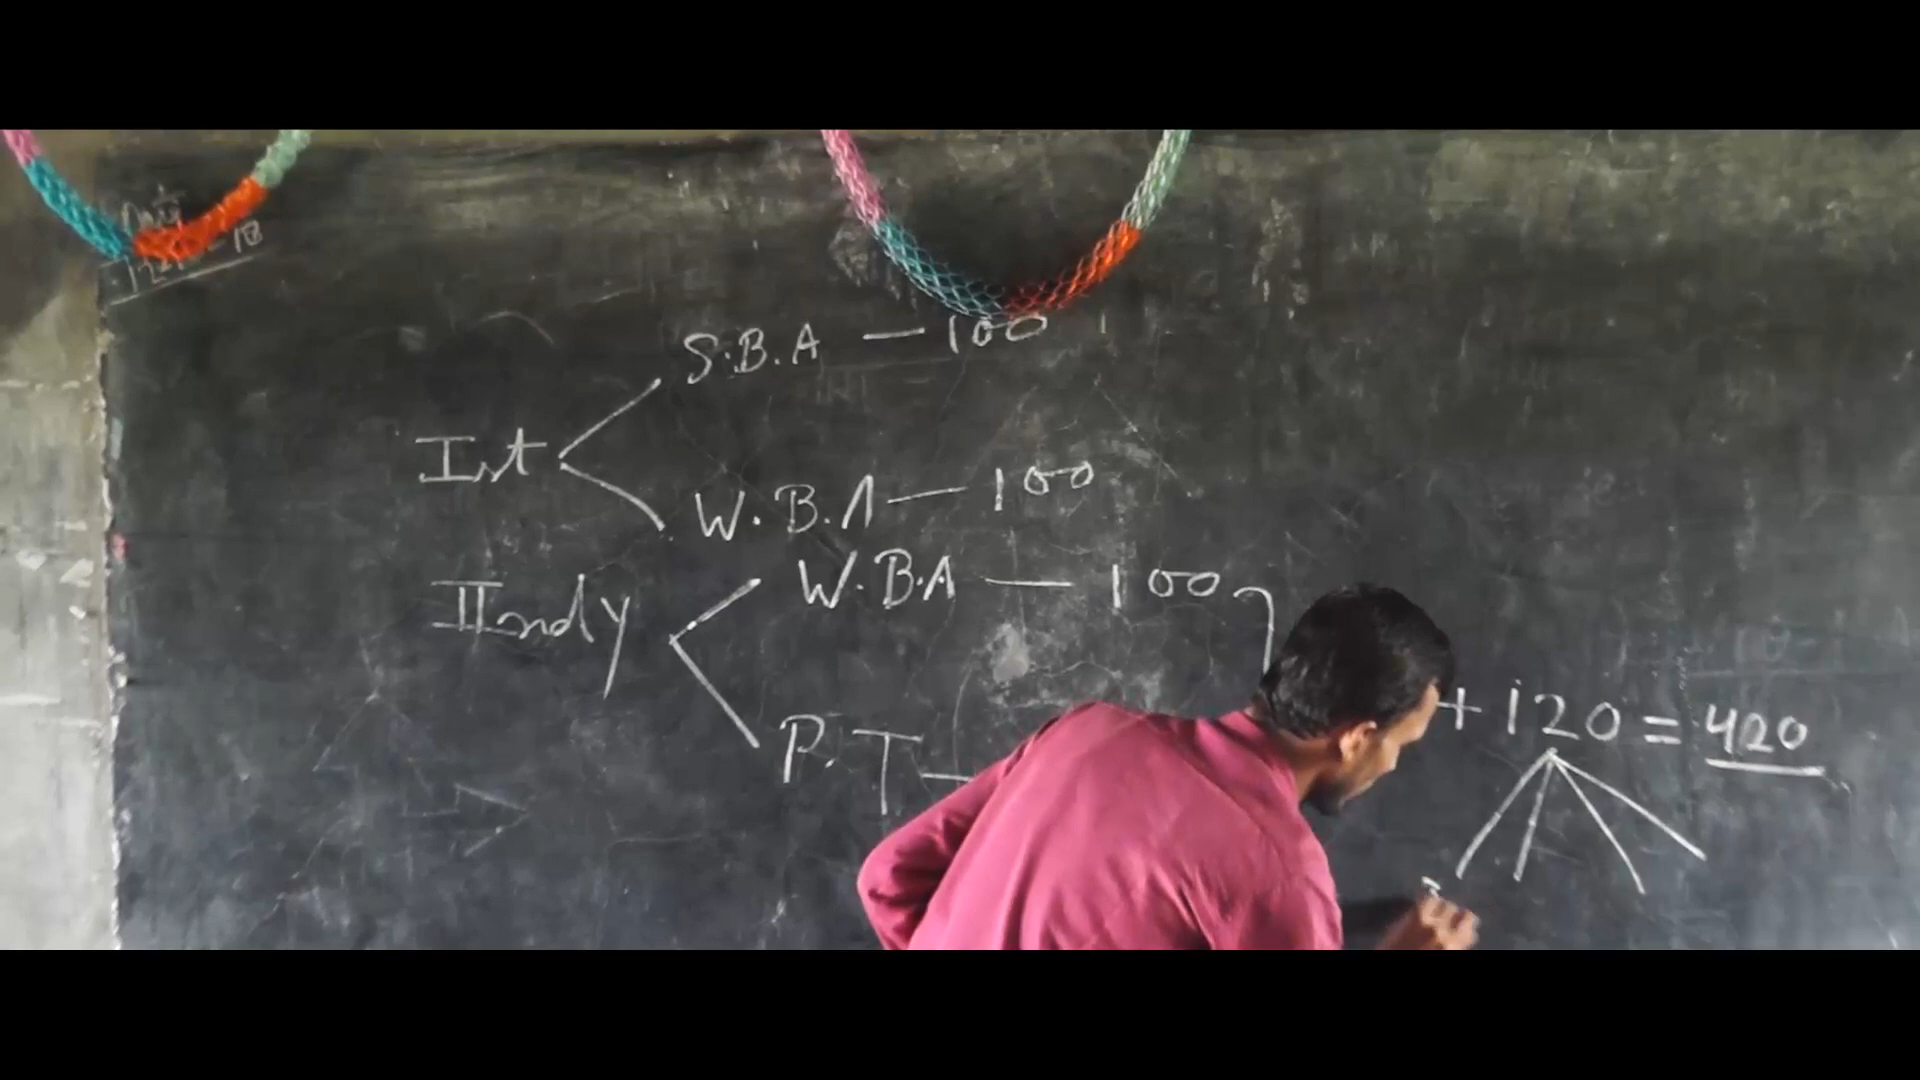 S.B.A — 100
Ist
W.B.A — 100
W.B.A — 100
IIndy
P.T —
+ 120 = 420